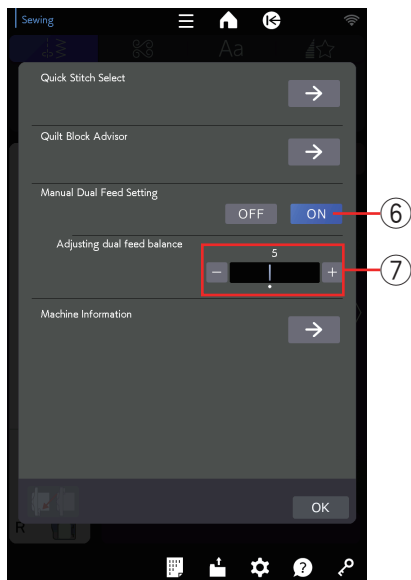 Sewing
Aa
Quick Stitch Select
Quilt Block Advisor
Manual Dual Feed Setting
OFF ON
6
Adjusting dual feed balance
5
− +
7
Machine Information
OK
R
?